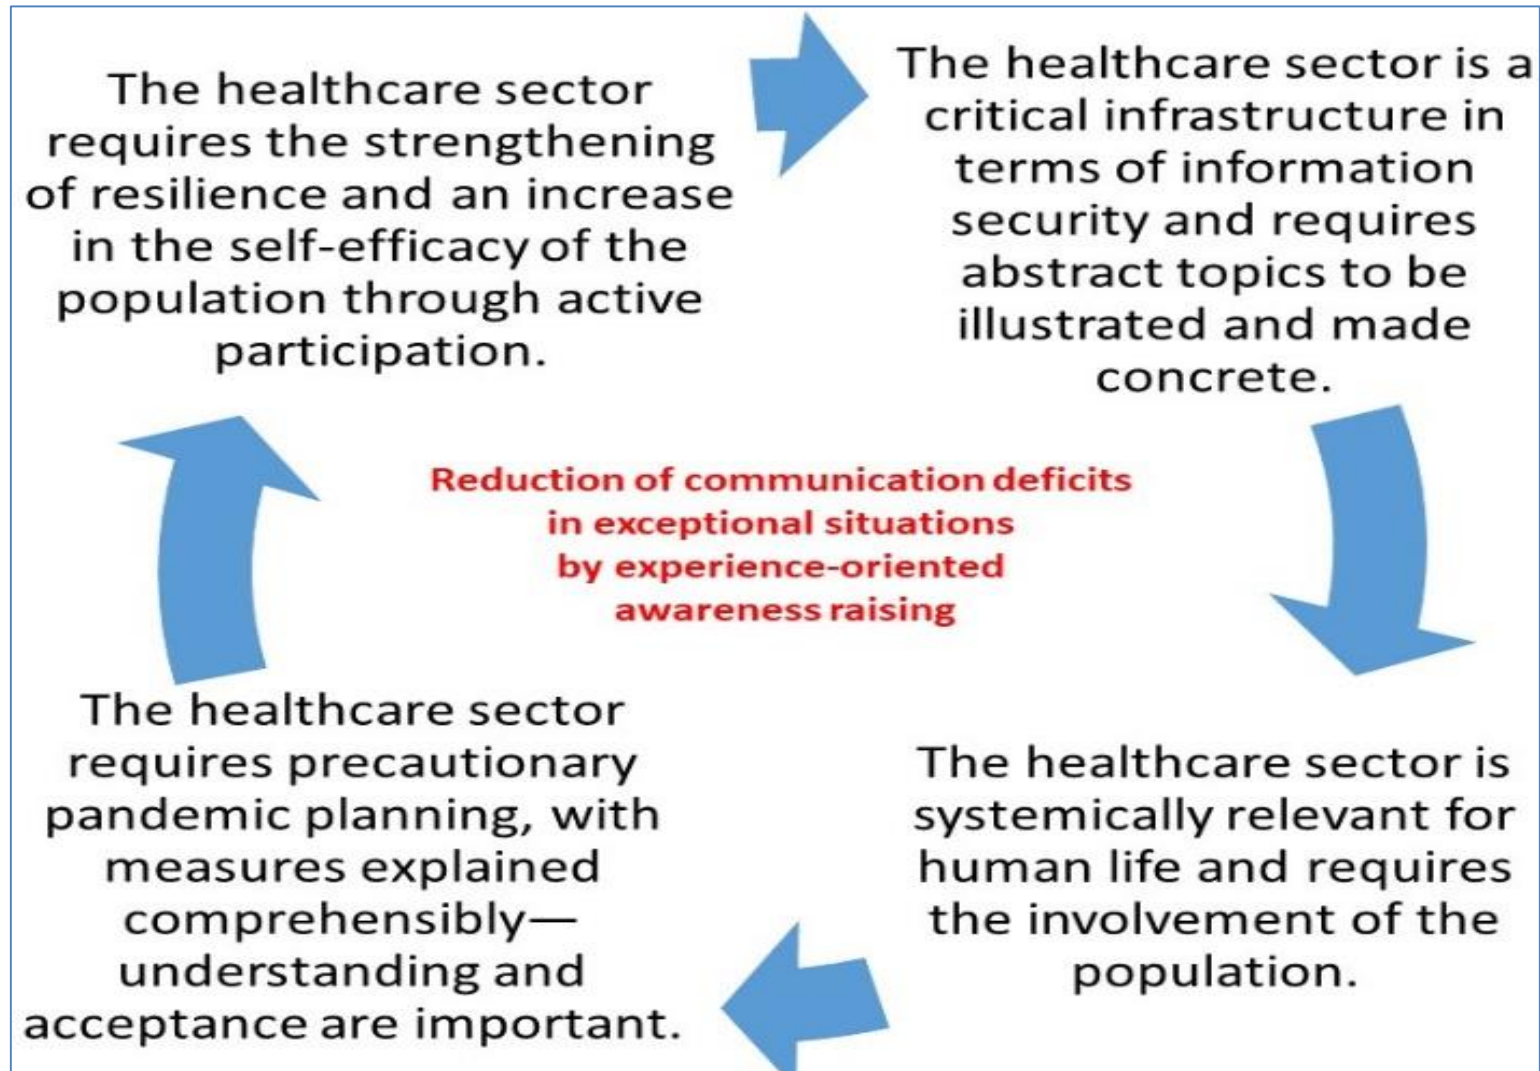 The healthcare sector
requires the strengthening
of resilience and an increase
in the self-efficacy of the
population through active
participation.
The healthcare sector is a
critical infrastructure in
terms of information
security and requires
abstract topics to be
illustrated and made
concrete.
Reduction of communication deficits
in exceptional situations
by experience-oriented
awareness raising
The healthcare sector
requires precautionary
pandemic planning, with
measures explained
comprehensibly—
understanding and
acceptance are important.
The healthcare sector is
systemically relevant for
human life and requires
the involvement of the
population.